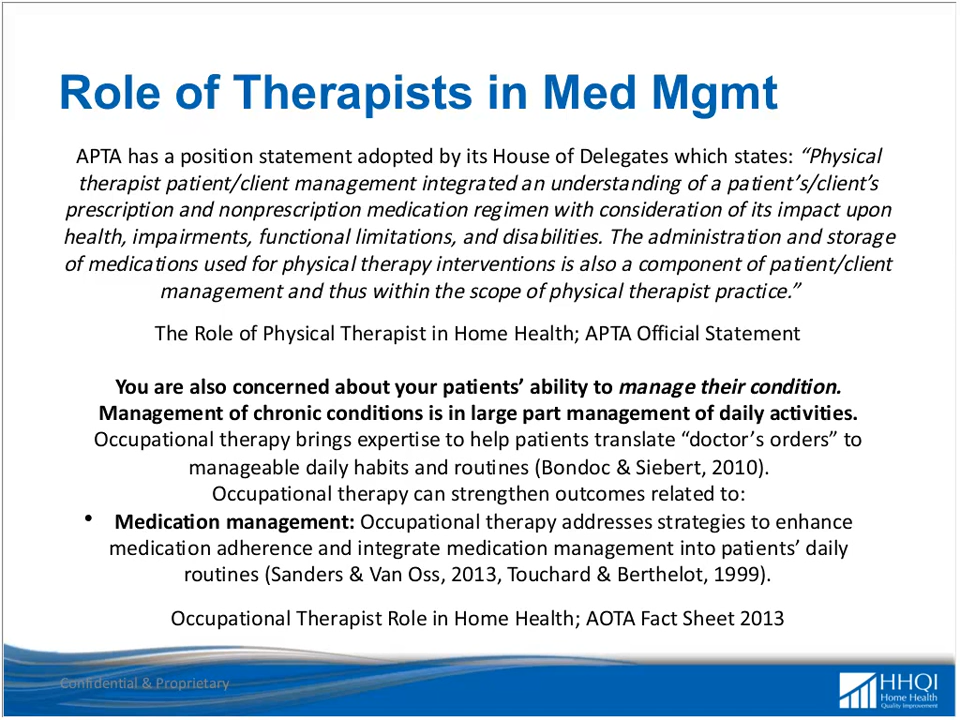 Role of Therapists in Med Mgmt
APTA has a position statement adopted by its House of Delegates which states: “Physical
therapist patient/client management integrated an understanding of a patient’s/client’s
prescription and nonprescription medication regimen with consideration of its impact upon
health, impairments, functional limitations, and disabilities. The administration and storage
of medications used for physical therapy interventions is also a component of patient/client
management and thus within the scope of physical therapist practice.”
The Role of Physical Therapist in Home Health; APTA Official Statement
You are also concerned about your patients’ ability to manage their condition.
Management of chronic conditions is in large part management of daily activities.
Occupational therapy brings expertise to help patients translate “doctor’s orders” to
manageable daily habits and routines (Bondoc & Siebert, 2010).
Occupational therapy can strengthen outcomes related to:
• Medication management: Occupational therapy addresses strategies to enhance
medication adherence and integrate medication management into patients’ daily
routines (Sanders & Van Oss, 2013, Touchard & Berthelot, 1999).
Occupational Therapist Role in Home Health; AOTA Fact Sheet 2013
Confidential & Proprietary
HHQI
Home Health
Quality Improvement